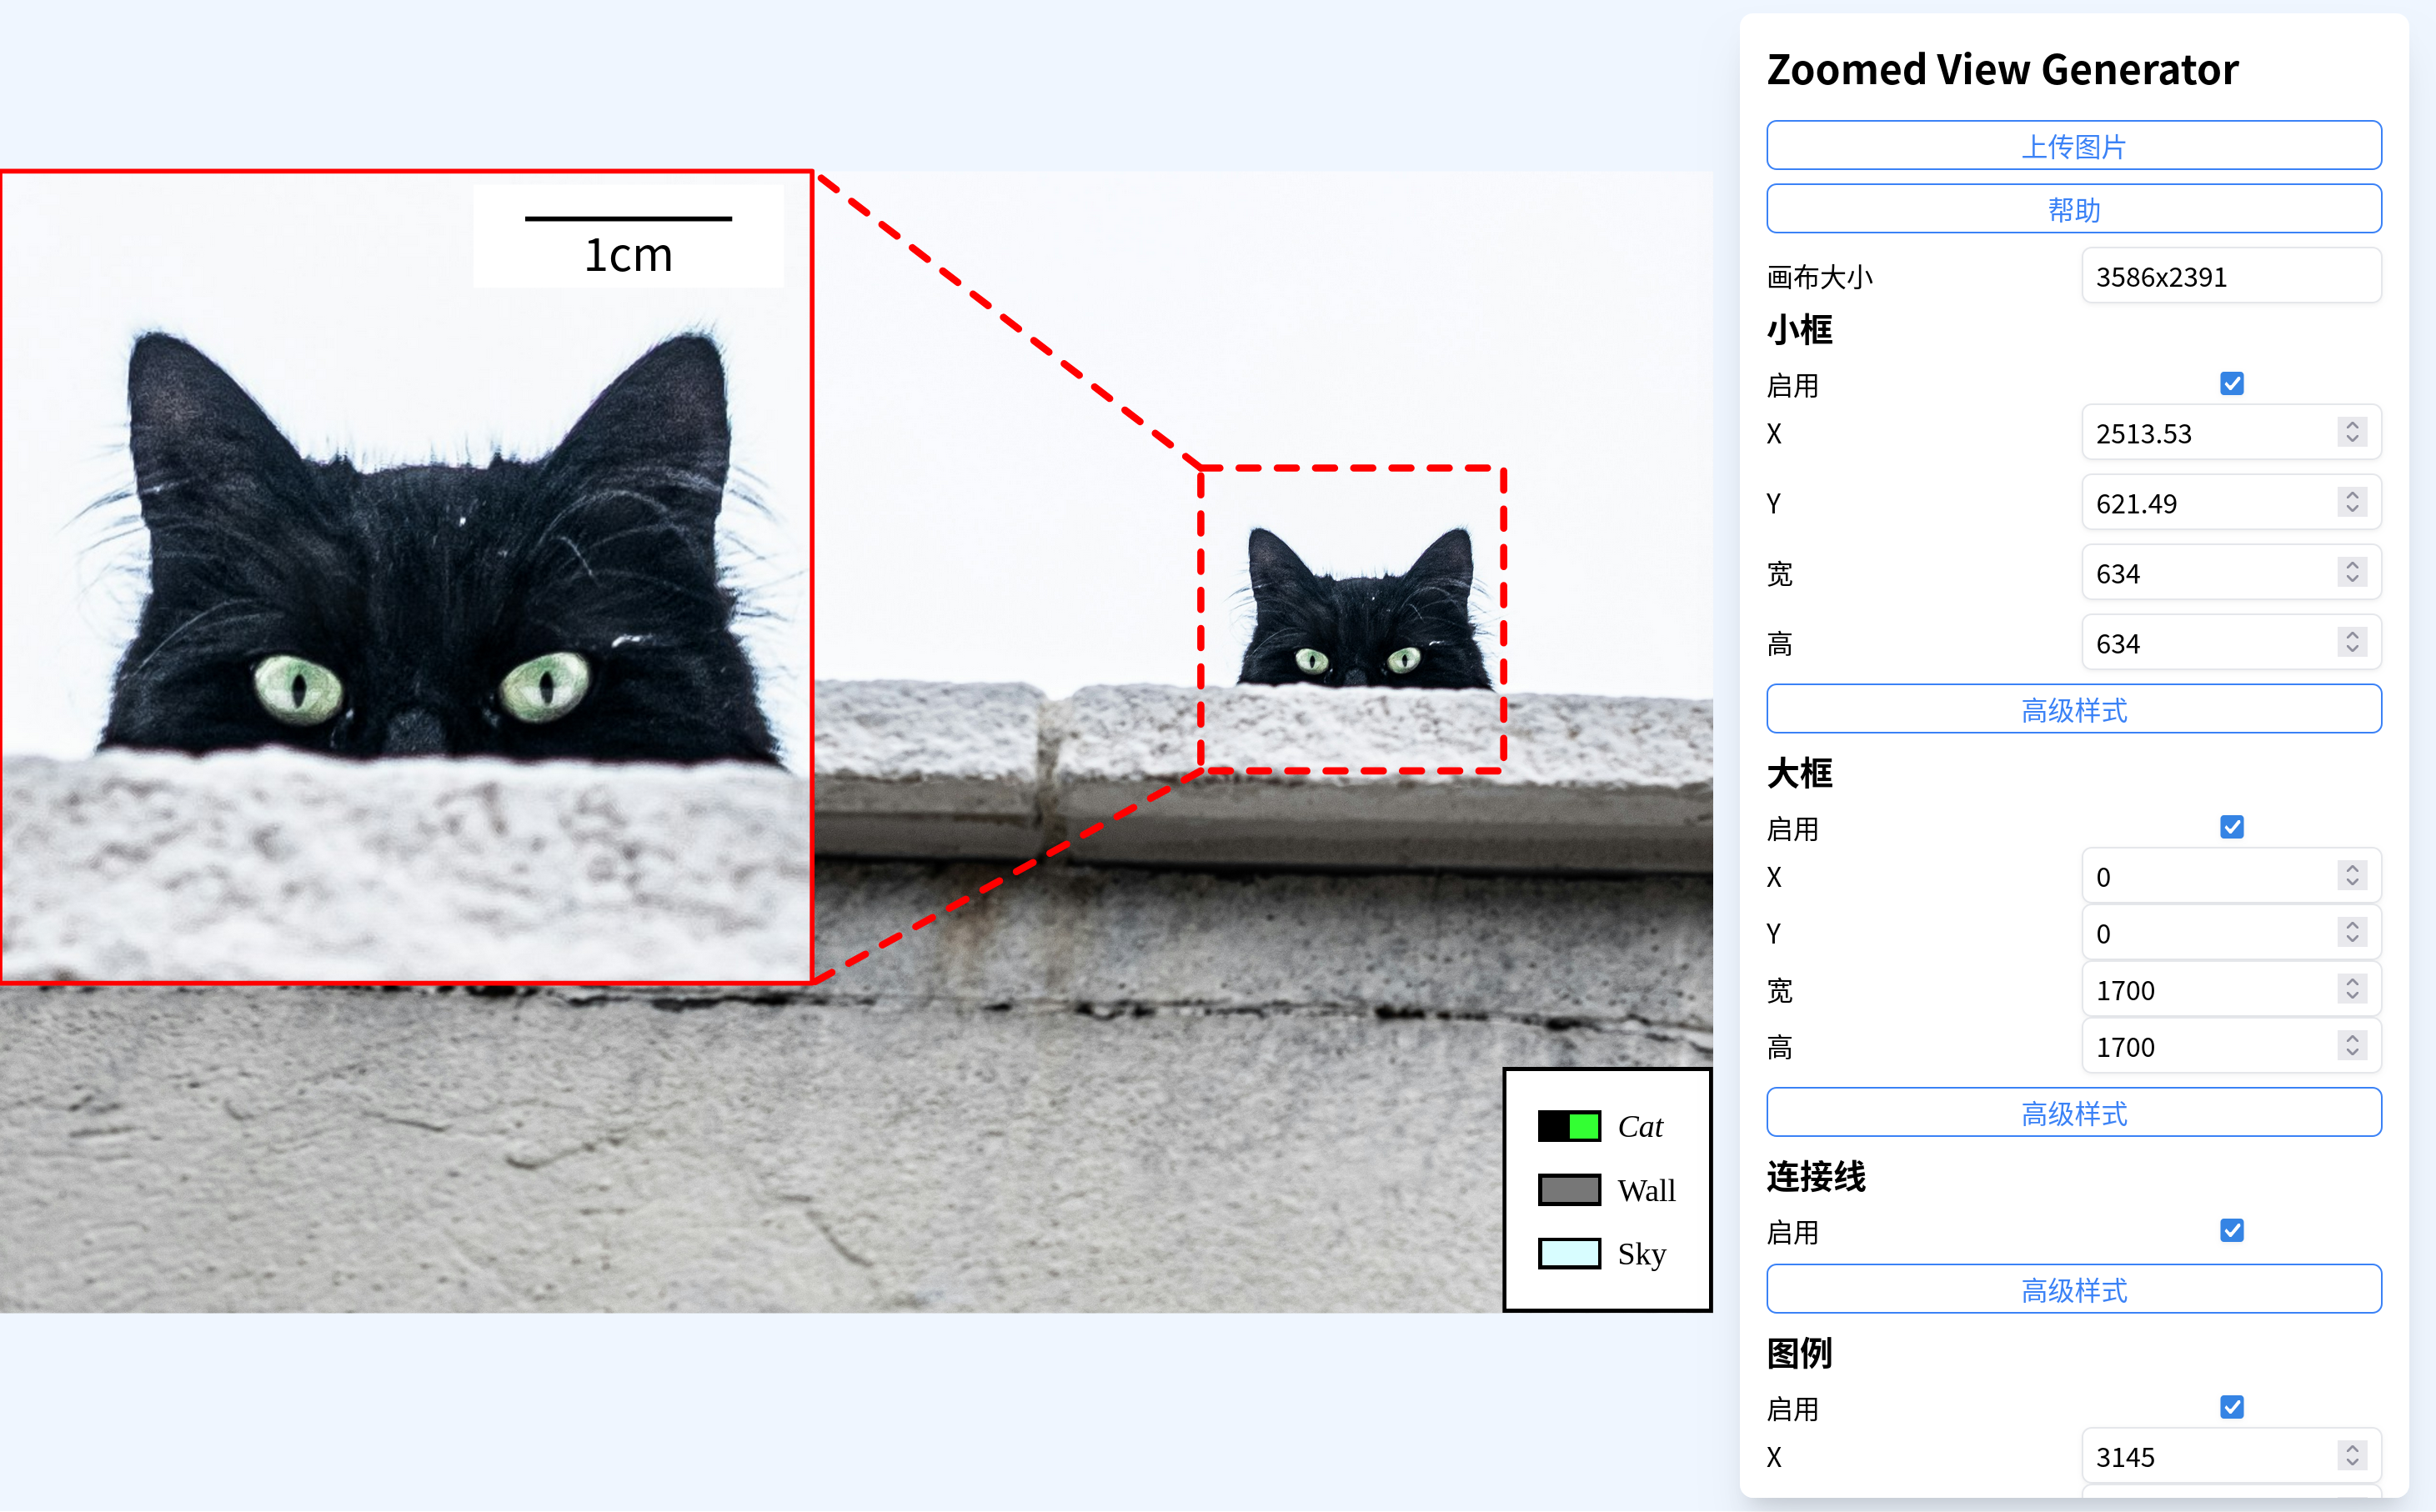 1cm
Cat
Wall
Sky
Zoomed View Generator
上传图片
帮助
画布大小 3586x2391
小框
启用
X 2513.53
Y 621.49
宽 634
高 634
高级样式
大框
启用
X 0
Y 0
宽 1700
高 1700
高级样式
连接线
启用
高级样式
图例
启用
X 3145